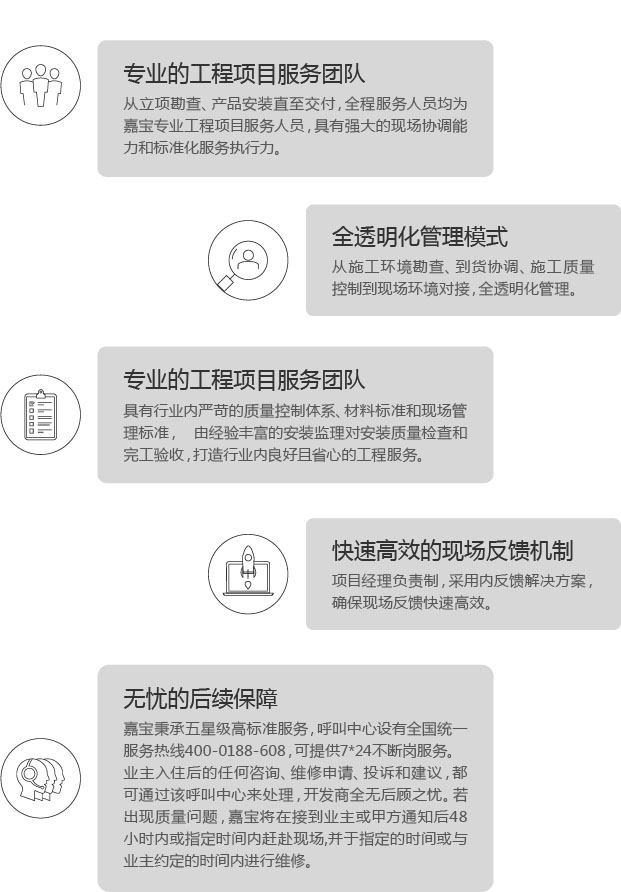 专业的工程项目服务团队
从立项勘查、产品安装直至交付，全程服务人员均为
嘉宝专业工程项目服务人员，具有强大的现场协调能
力和标准化服务执行力。
全透明化管理模式
从施工环境勘查、到货协调、施工质量
控制到现场环境对接，全透明化管理。
专业的工程项目服务团队
具有行业内严苛的质量控制体系、材料标准和现场管
理标准， 由经验丰富的安装监理对安装质量检查和
完工验收，打造行业内良好且省心的工程服务。
快速高效的现场反馈机制
项目经理负责制，采用内反馈解决方案，
确保现场反馈快速高效。
无忧的后续保障
嘉宝秉承五星级高标准服务，呼叫中心设有全国统一
服务热线400-0188-608，可提供7*24不断岗服务。
业主入住后的任何咨询、维修申请、投诉和建议，都
可通过该呼叫中心来处理，开发商全无后顾之忧。若
出现质量问题，嘉宝将在接到业主或甲方通知后48
小时内或指定时间内赶赴现场,并于指定的时间或与
业主约定的时间内进行维修。